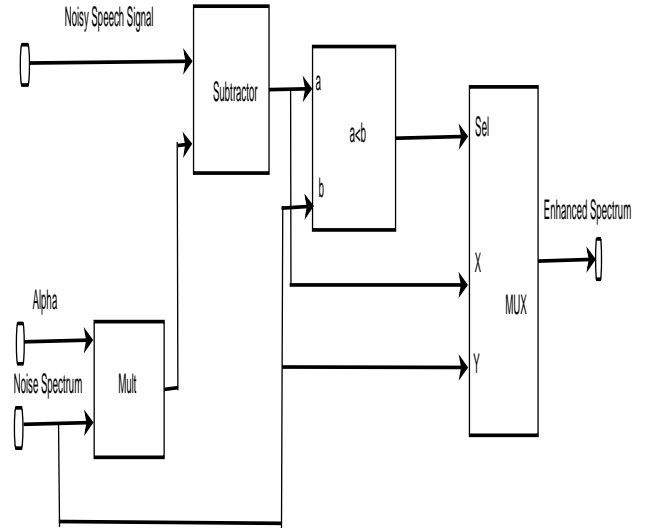 Noisy Speech Signal
Subtractor
a
a<b
b
Sel
Enhanced Spectrum
X
MUX
Y
Alpha
Noise Spectrum
Mult